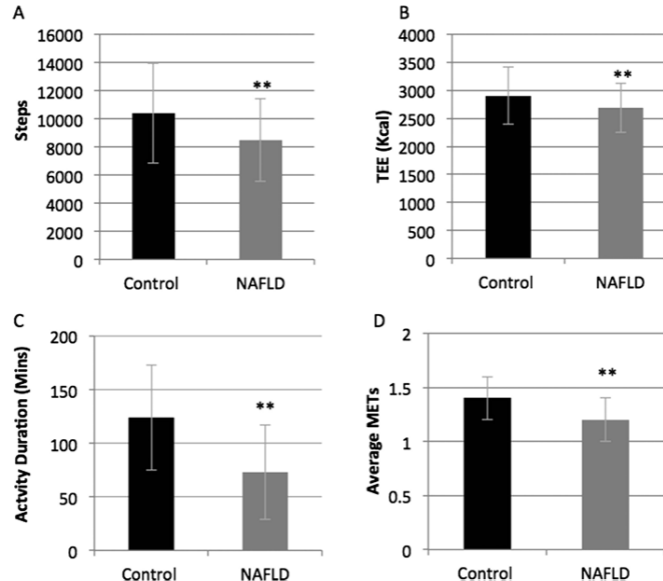 A
Steps
16000
14000
12000
10000
8000
6000
4000
2000
0
**
Control
NAFLD
B
TEE (Kcal)
4000
3500
3000
2500
2000
1500
1000
500
0
**
Control
NAFLD
C
Actvity Duration (Mins)
200
150
100
50
0
**
Control
NAFLD
D
Average METs
2
1.5
1
0.5
0
**
Control
NAFLD